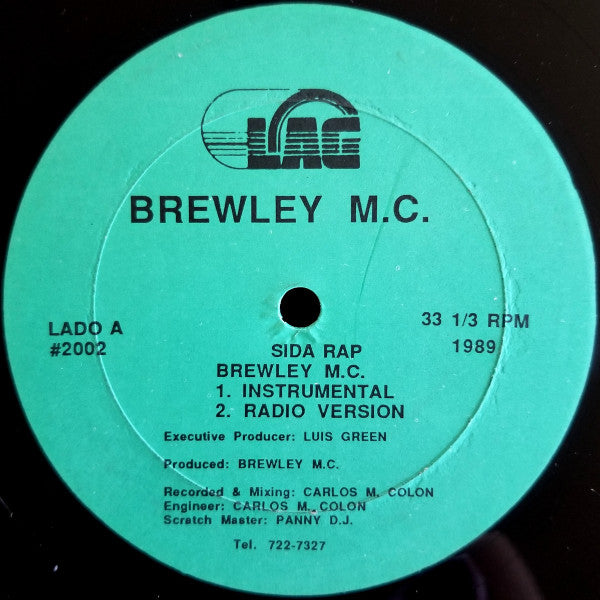 LAG
BREWLEY M.C.
LADO A
#2002
33 1/3 RPM
1989
SIDA RAP
BREWLEY M.C.
1. INSTRUMENTAL
2. RADIO VERSION
Executive Producer: LUIS GREEN
Produced: BREWLEY M.C.
Recorded & Mixing: CARLOS M. COLON
Engineer: CARLOS M. COLON
Scratch Master: PANNY D.J.
Tel. 722-7327